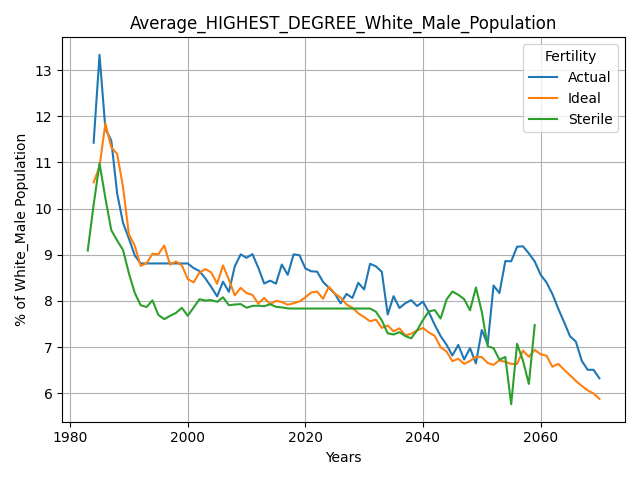 Average_HIGHEST_DEGREE_White_Male_Population
% of White_Male Population
13
12
11
10
9
8
7
6
Fertility
Actual
Ideal
Sterile
1980 2000 2020 2040 2060
Years